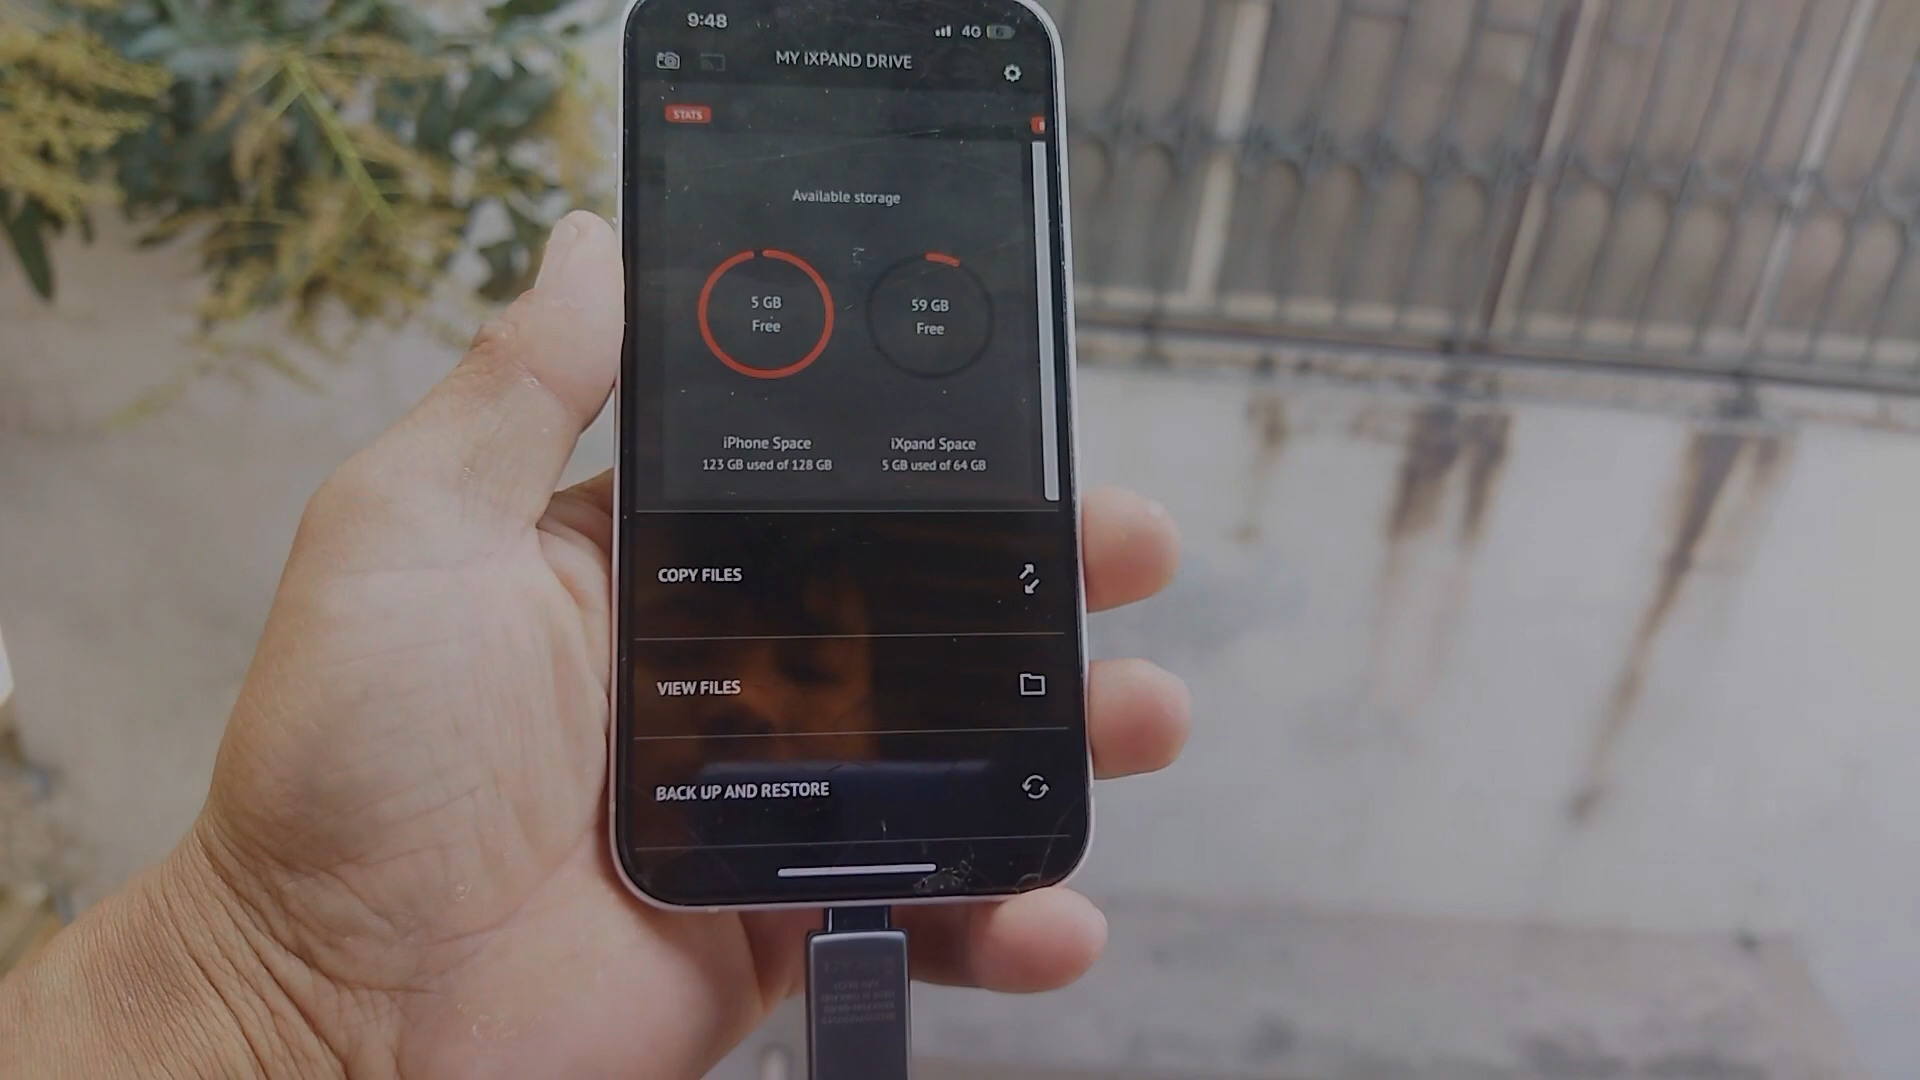 9:48
4G
MY iXPAND DRIVE
STATS
Available storage
5 GB
Free
59 GB
Free
iPhone Space
123 GB used of 128 GB
iXpand Space
5 GB used of 64 GB
COPY FILES
VIEW FILES
BACK UP AND RESTORE